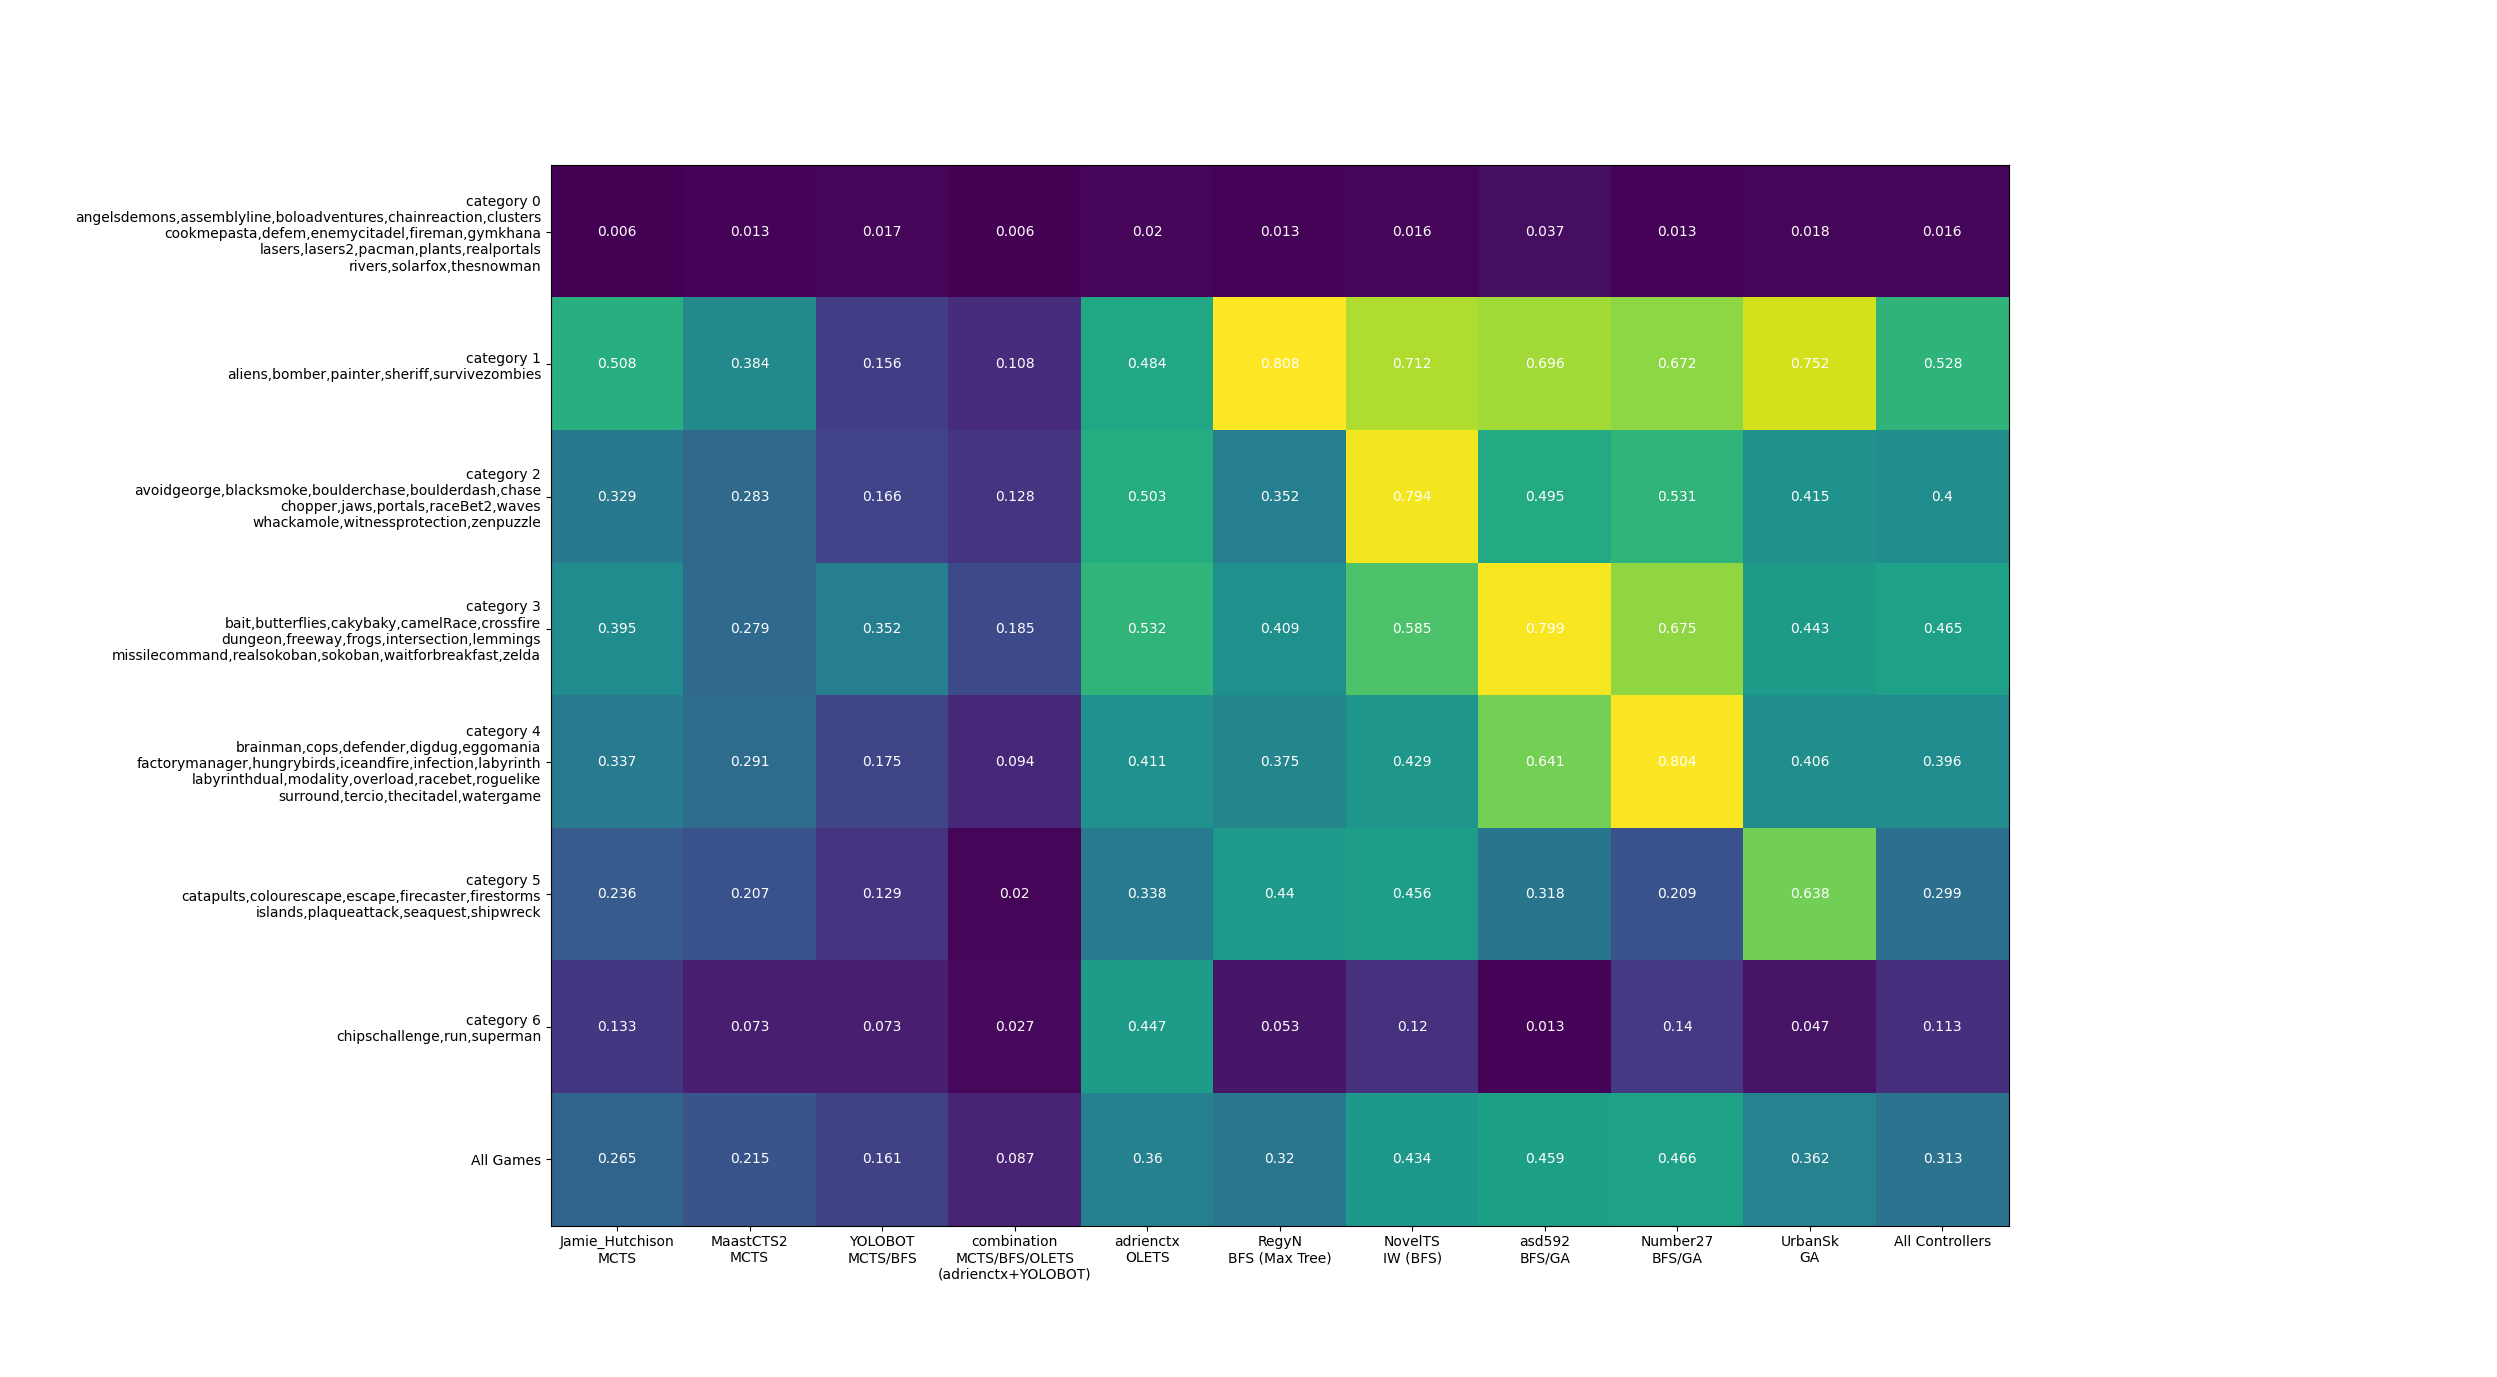 category 0
angelsdemons,assemblyline,boloadventures,chainreaction,clusters
cookmepasta,defem,enemycitadel,fireman,gymkhana
lasers,lasers2,pacman,plants,realportals
rivers,solarfox,thesnowman
0.006 0.013 0.017 0.006 0.02 0.013 0.016 0.037 0.013 0.018 0.016
category 1
aliens,bomber,painter,sheriff,survivezombies
0.508 0.384 0.156 0.108 0.484 0.808 0.712 0.696 0.672 0.752 0.528
category 2
avoidgeorge,blacksmoke,boulderchase,boulderdash,chase
chopper,jaws,portals,raceBet2,waves
whackamole,witnessprotection,zenpuzzle
0.329 0.283 0.166 0.128 0.503 0.352 0.794 0.495 0.531 0.415 0.4
category 3
bait,butterflies,cakybaky,camelRace,crossfire
dungeon,freeway,frogs,intersection,lemmings
missilecommand,realsokoban,sokoban,waitforbreakfast,zelda
0.395 0.279 0.352 0.185 0.532 0.409 0.585 0.799 0.675 0.443 0.465
category 4
brainman,cops,defender,digdug,eggomania
factorymanager,hungrybirds,iceandfire,infection,labyrinth
labyrinthdual,modality,overload,racebet,roguelike
surround,tercio,thecitadel,watergame
0.337 0.291 0.175 0.094 0.411 0.375 0.429 0.641 0.804 0.406 0.396
category 5
catapults,colourescape,escape,firecaster,firestorms
islands,plaqueattack,seaquest,shipwreck
0.236 0.207 0.129 0.02 0.338 0.44 0.456 0.318 0.209 0.638 0.299
category 6
chipschallenge,run,superman
0.133 0.073 0.073 0.027 0.447 0.053 0.12 0.013 0.14 0.047 0.113
All Games
0.265 0.215 0.161 0.087 0.36 0.32 0.434 0.459 0.466 0.362 0.313
Jamie_Hutchison MaastCTS2 YOLOBOT combination adrienctx RegyN NovelTS asd592 Number27 UrbanSk All Controllers
MCTS MCTS MCTS/BFS MCTS/BFS/OLETS OLETS BFS (Max Tree) IW (BFS) BFS/GA BFS/GA GA
(adrienctx+YOLOBOT)